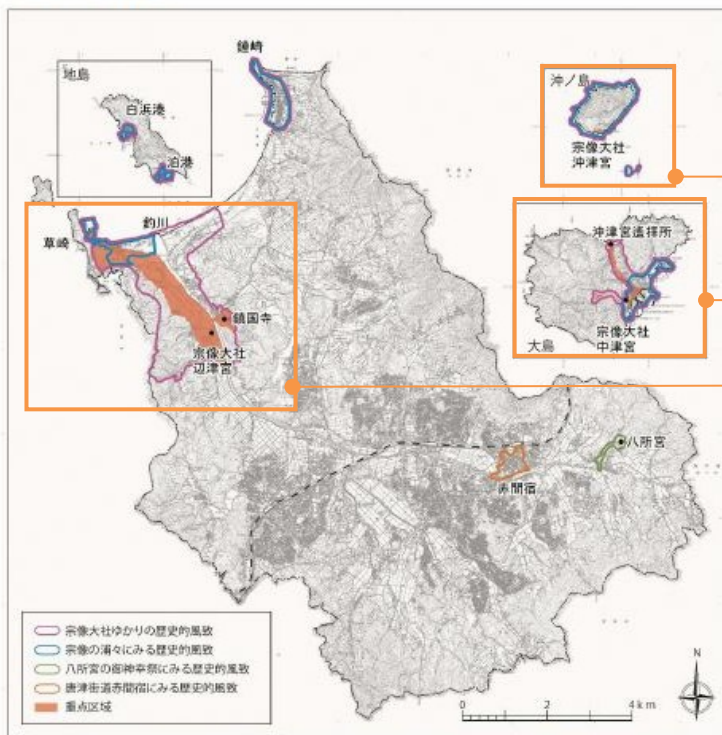 鐘崎
地島
白浜港
泊港
沖ノ島
宗像大社
沖津宮
草崎
釣川
沖津宮遙拝所
鎮国寺
宗像大社
辺津宮
宗像大社
中津宮
大島
八所宮
赤間宿
宗像大社ゆかりの歴史的風致
宗像の浦々にみる歴史的風致
八所宮の御神幸祭にみる歴史的風致
唐津街道赤間宿にみる歴史的風致
重点区域
N
0 2 4 km